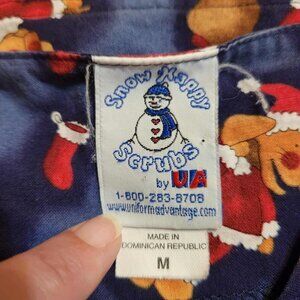 Snow Happy
Scrubs
by UA
1-800-283-8708
www.uniformadvantage.com
MADE IN
DOMINICAN REPUBLIC
M